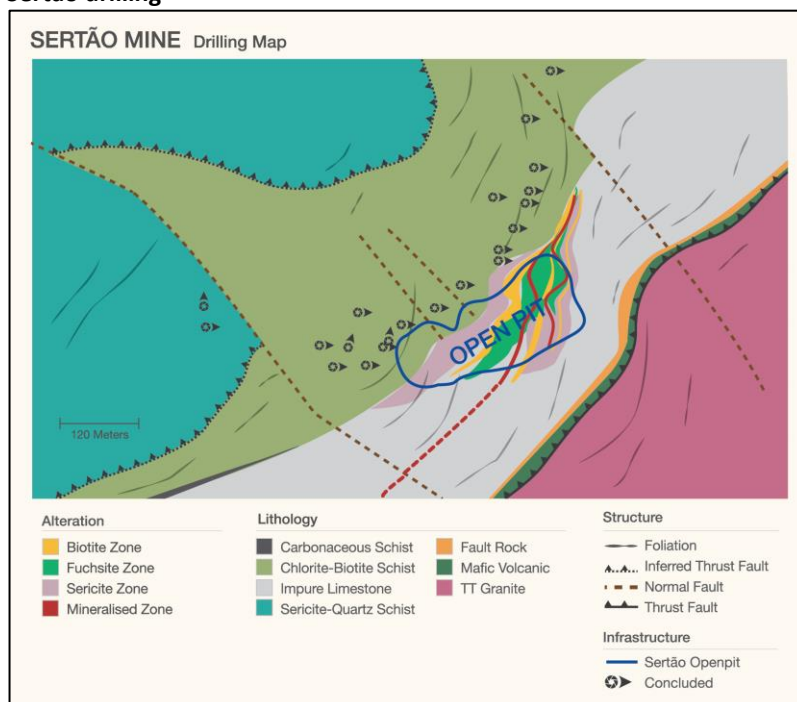 Sertão drilling
SERTÃO MINE Drilling Map
OPEN PIT
120 Meters
Alteration
Biotite Zone
Fuchsite Zone
Sericite Zone
Mineralised Zone
Lithology
Carbonaceous Schist
Chlorite-Biotite Schist
Impure Limestone
Sericite-Quartz Schist
Fault Rock
Mafic Volcanic
TT Granite
Structure
Foliation
Inferred Thrust Fault
Normal Fault
Thrust Fault
Infrastructure
Sertão Openpit
Concluded